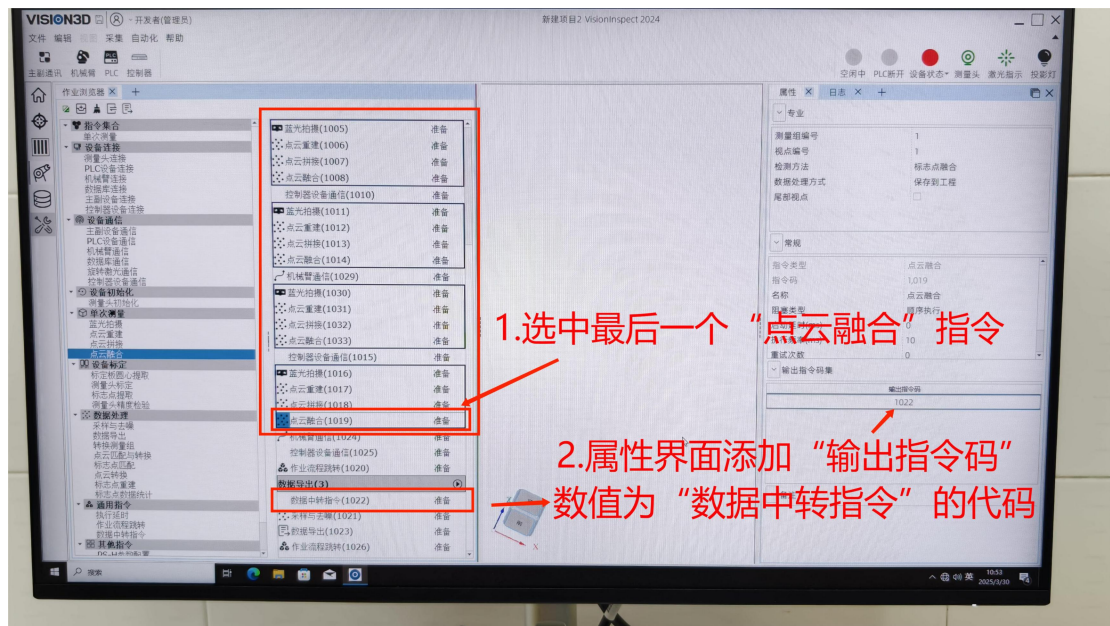 VISION3D - 开发者(管理员)
新建项目2 VisionInspect 2024
文件 编辑 采集 自动化 帮助
主副通讯 机械臂 PLC 控制器
空闲中 PLC断开 设备状态 测量头 激光指示 投影灯
作业浏览器
指令集合
单次测量
设备连接
测量头连接
PLC设备连接
机械臂连接
数据库连接
主副设备连接
控制器设备连接
设备通信
主副设备通信
PLC设备通信
机械臂通信
数据库通信
旋转激光通信
控制器设备通信
设备初始化
测量头初始化
单次测量
蓝光拍摄
点云重建
点云拼接
点云融合
设备标定
标定板圆心提取
测量头标定
标志点提取
测量头精度检验
数据处理
采样与去噪
数据导出
转换测量组
点云匹配与转换
标志点匹配
点云转换
标志点重建
标志点数据统计
通用指令
执行延时
作业流程跳转
数据中转指令
其他指令
蓝光拍摄(1005) 准备
点云重建(1006) 准备
点云拼接(1007) 准备
点云融合(1008) 准备
控制器设备通信(1010) 准备
蓝光拍摄(1011) 准备
点云重建(1012) 准备
点云拼接(1013) 准备
点云融合(1014) 准备
机械臂通信(1029) 准备
蓝光拍摄(1030) 准备
点云重建(1031) 准备
点云拼接(1032) 准备
点云融合(1033) 准备
控制器设备通信(1015) 准备
蓝光拍摄(1016) 准备
点云重建(1017) 准备
点云拼接(1018) 准备
点云融合(1019) 准备
机械臂通信(1024) 准备
控制器设备通信(1025) 准备
作业流程跳转(1020) 准备
数据导出(3)
数据中转指令(1022) 准备
采样与去噪(1021) 准备
数据导出(1023) 准备
作业流程跳转(1026) 准备
1.选中最后一个“点云融合”指令
2.属性界面添加“输出指令码”
数值为“数据中转指令”的代码
属性 日志
专业
测量组编号 1
视点编号 1
检测方法 标志点融合
数据处理方式 保存到工程
尾部视点
常规
指令类型 点云融合
指令码 1,019
名称 点云融合
阻塞类型 顺序执行
0
10
重试次数 0
输出指令码集
输出指令码
1022
X
搜索
英
10:53
2025/3/30